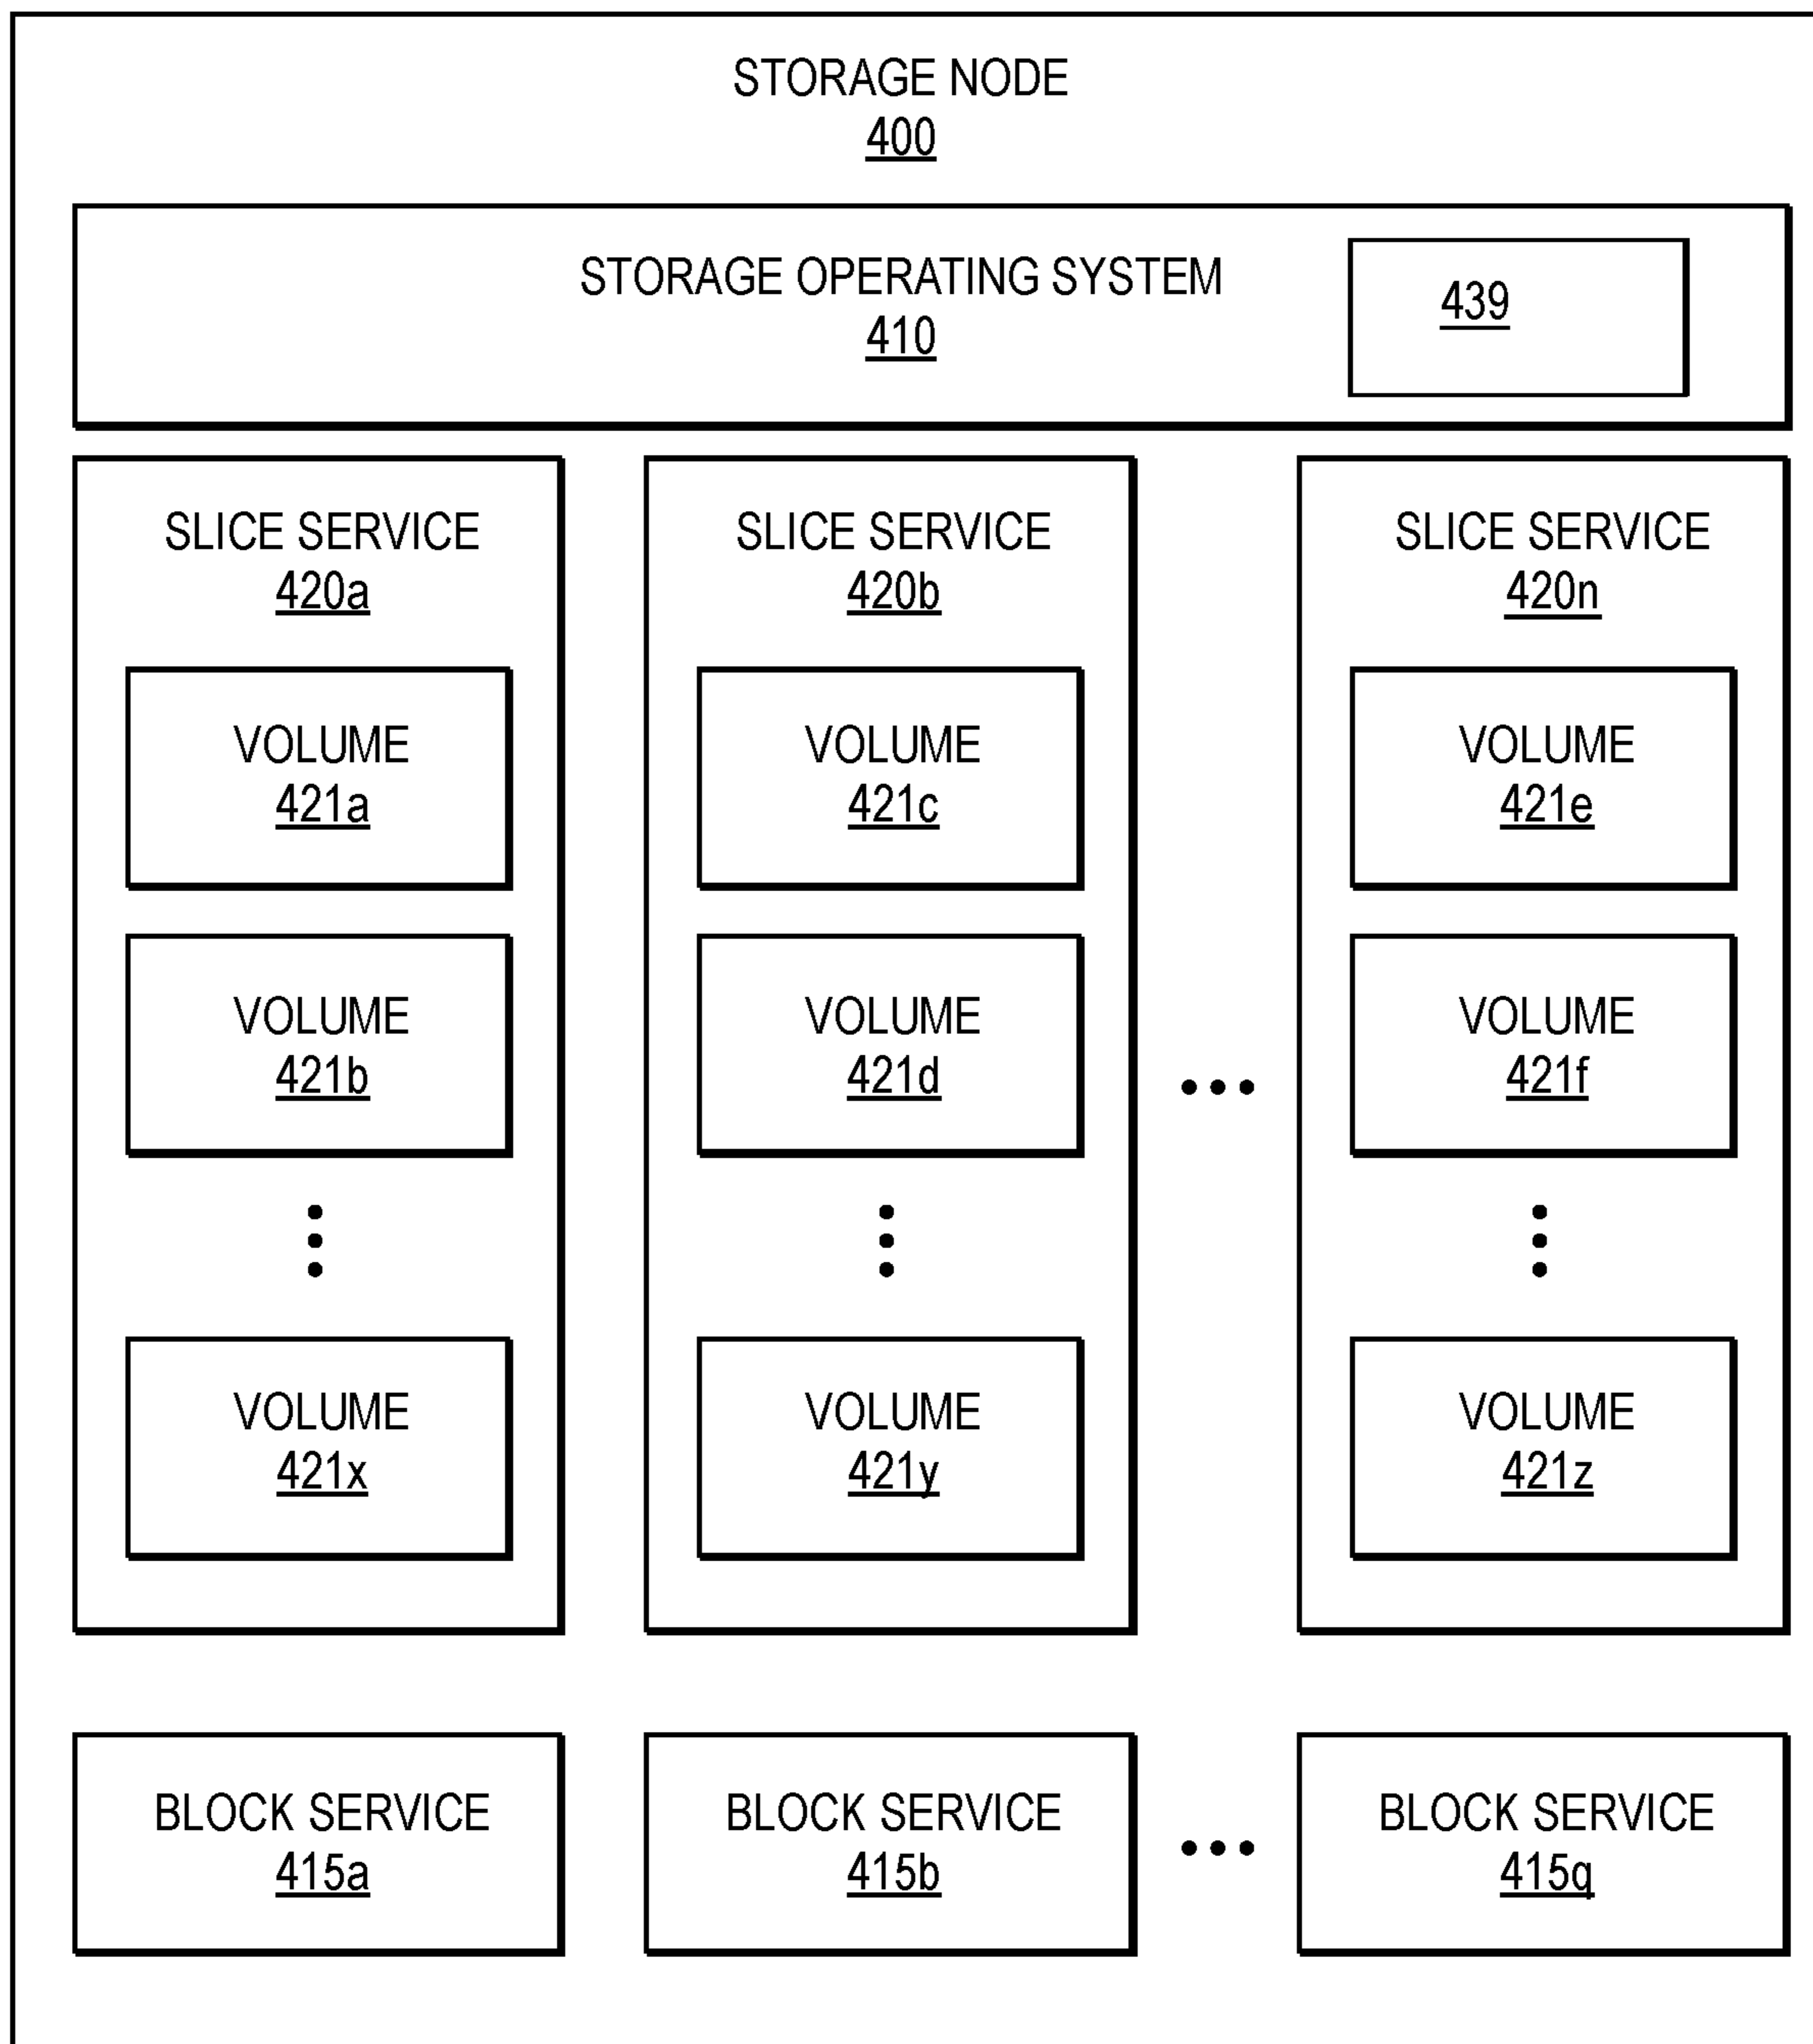 STORAGE NODE
400
STORAGE OPERATING SYSTEM
410
439
SLICE SERVICE
420a
VOLUME
421a
VOLUME
421b
VOLUME
421x
SLICE SERVICE
420b
VOLUME
421c
VOLUME
421d
VOLUME
421y
SLICE SERVICE
420n
VOLUME
421e
VOLUME
421f
VOLUME
421z
BLOCK SERVICE
415a
BLOCK SERVICE
415b
BLOCK SERVICE
415q